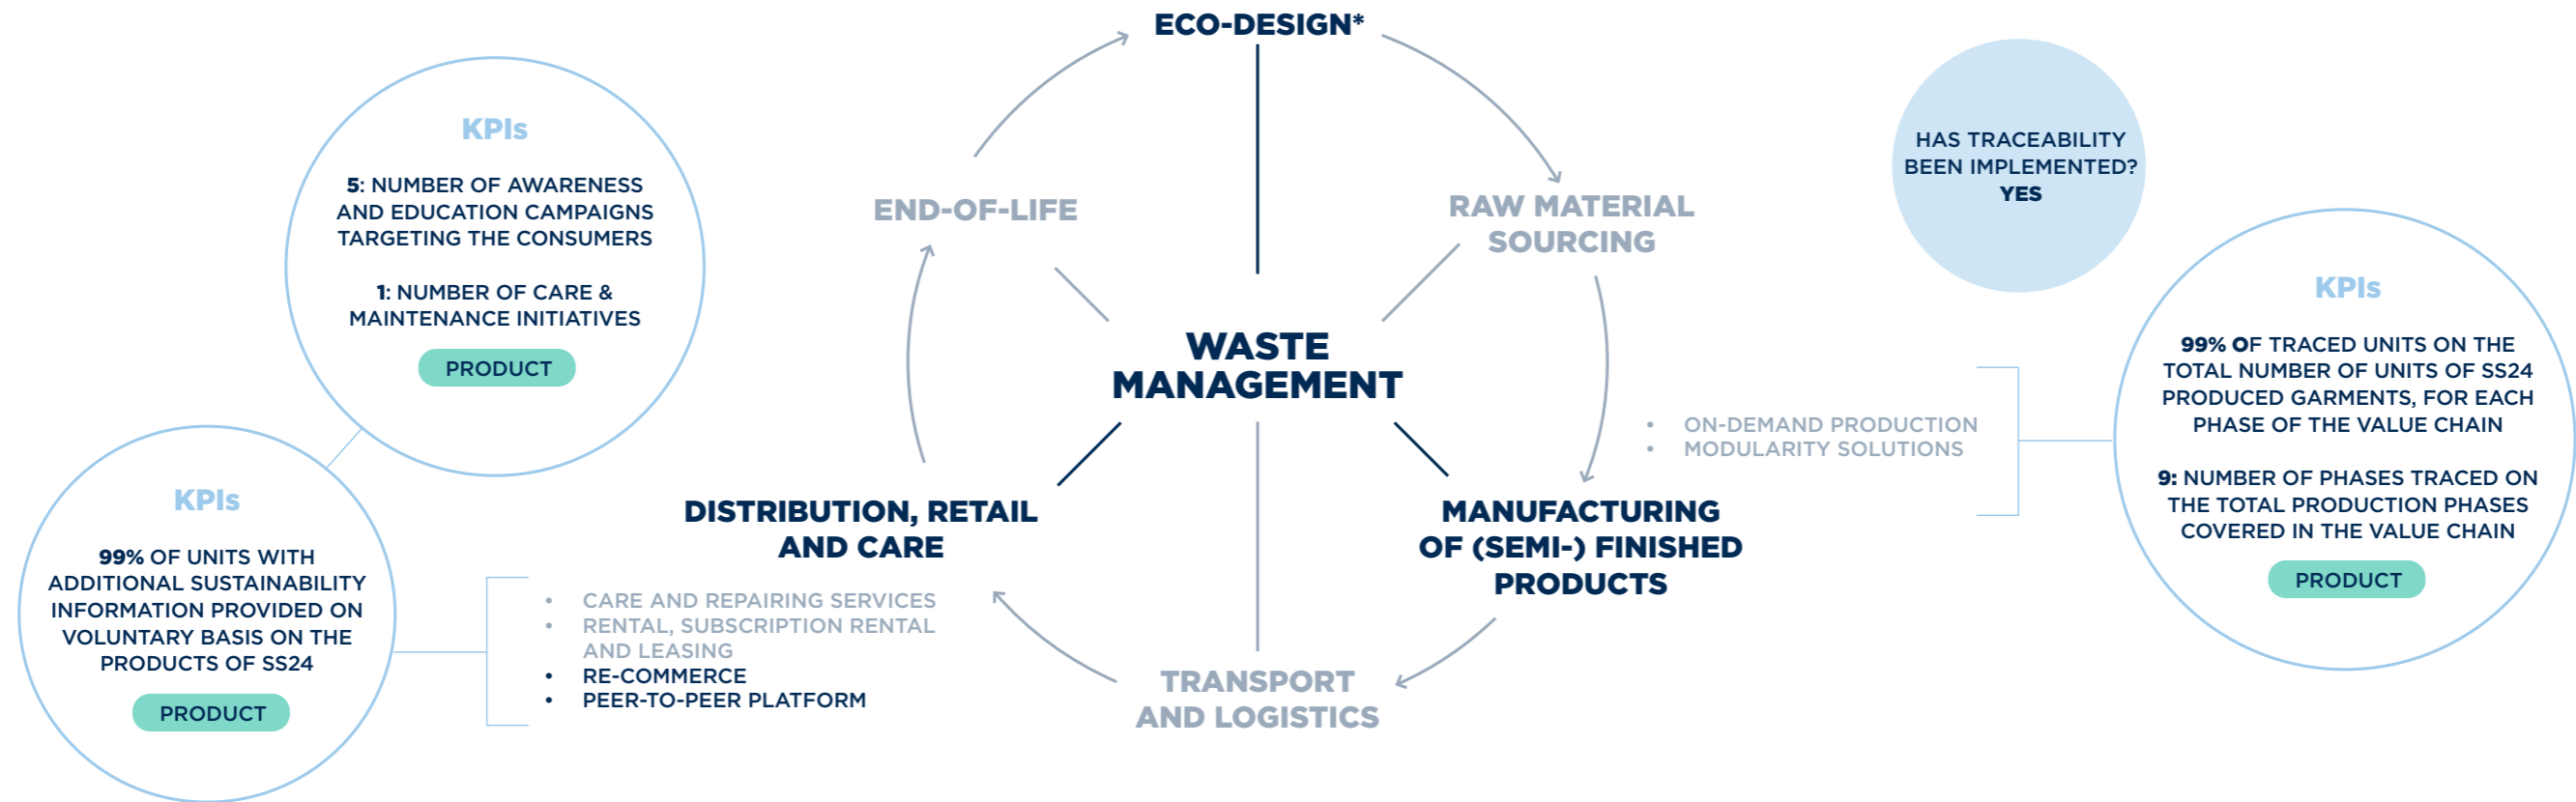 ECO-DESIGN*
KPIs
5: NUMBER OF AWARENESS
AND EDUCATION CAMPAIGNS
TARGETING THE CONSUMERS
1: NUMBER OF CARE &
MAINTENANCE INITIATIVES
PRODUCT
KPIs
99% OF UNITS WITH
ADDITIONAL SUSTAINABILITY
INFORMATION PROVIDED ON
VOLUNTARY BASIS ON THE
PRODUCTS OF SS24
PRODUCT
END-OF-LIFE
RAW MATERIAL
SOURCING
WASTE
MANAGEMENT
DISTRIBUTION, RETAIL
AND CARE
• CARE AND REPAIRING SERVICES
• RENTAL, SUBSCRIPTION RENTAL
AND LEASING
• RE-COMMERCE
• PEER-TO-PEER PLATFORM
TRANSPORT
AND LOGISTICS
MANUFACTURING
OF (SEMI-) FINISHED
PRODUCTS
• ON-DEMAND PRODUCTION
• MODULARITY SOLUTIONS
HAS TRACEABILITY
BEEN IMPLEMENTED?
YES
KPIs
99% OF TRACED UNITS ON THE
TOTAL NUMBER OF UNITS OF SS24
PRODUCED GARMENTS, FOR EACH
PHASE OF THE VALUE CHAIN
9: NUMBER OF PHASES TRACED ON
THE TOTAL PRODUCTION PHASES
COVERED IN THE VALUE CHAIN
PRODUCT